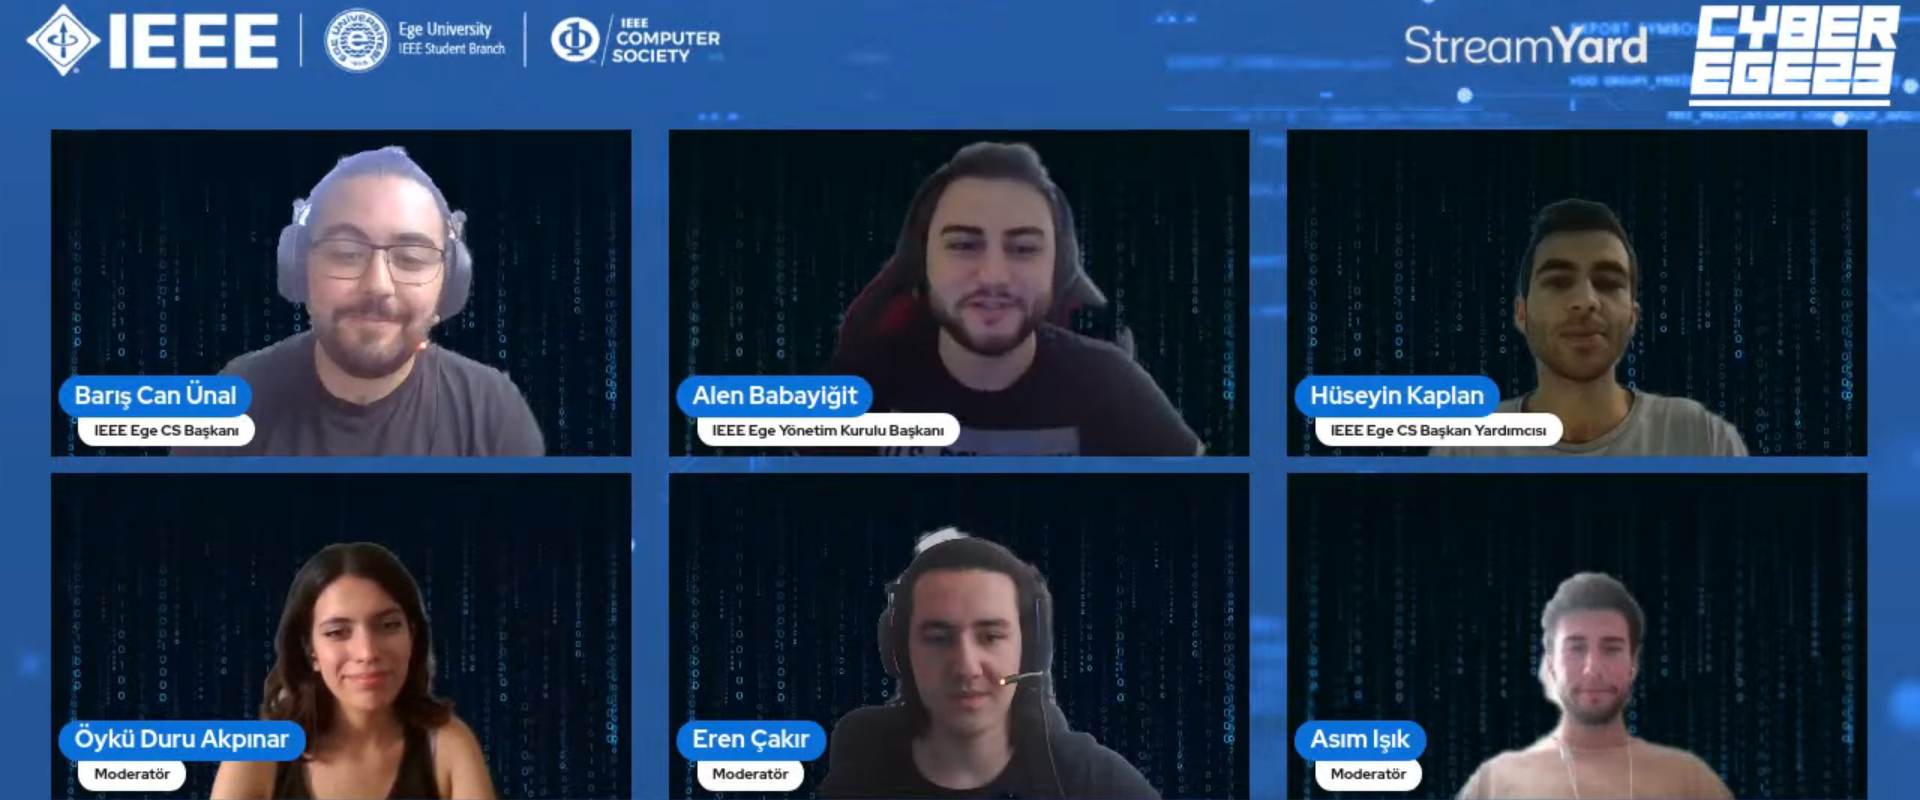 IEEE
Ege University
IEEE Student Branch
IEEE
COMPUTER
SOCIETY
StreamYard
CYBER
EGE23
Barış Can Ünal
IEEE Ege CS Başkanı
Alen Babayiğit
IEEE Ege Yönetim Kurulu Başkanı
Hüseyin Kaplan
IEEE Ege CS Başkan Yardımcısı
Öykü Duru Akpınar
Moderatör
Eren Çakır
Moderatör
Asım Işık
Moderatör